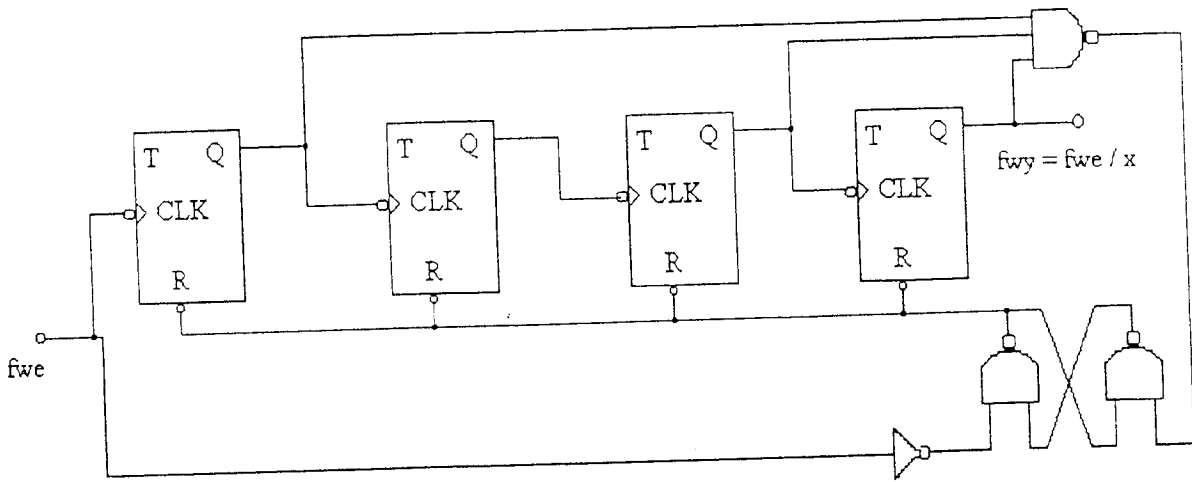 T Q
CLK
R
T Q
CLK
R
T Q
CLK
R
T Q
CLK
R
fwy = fwe / x
fwe